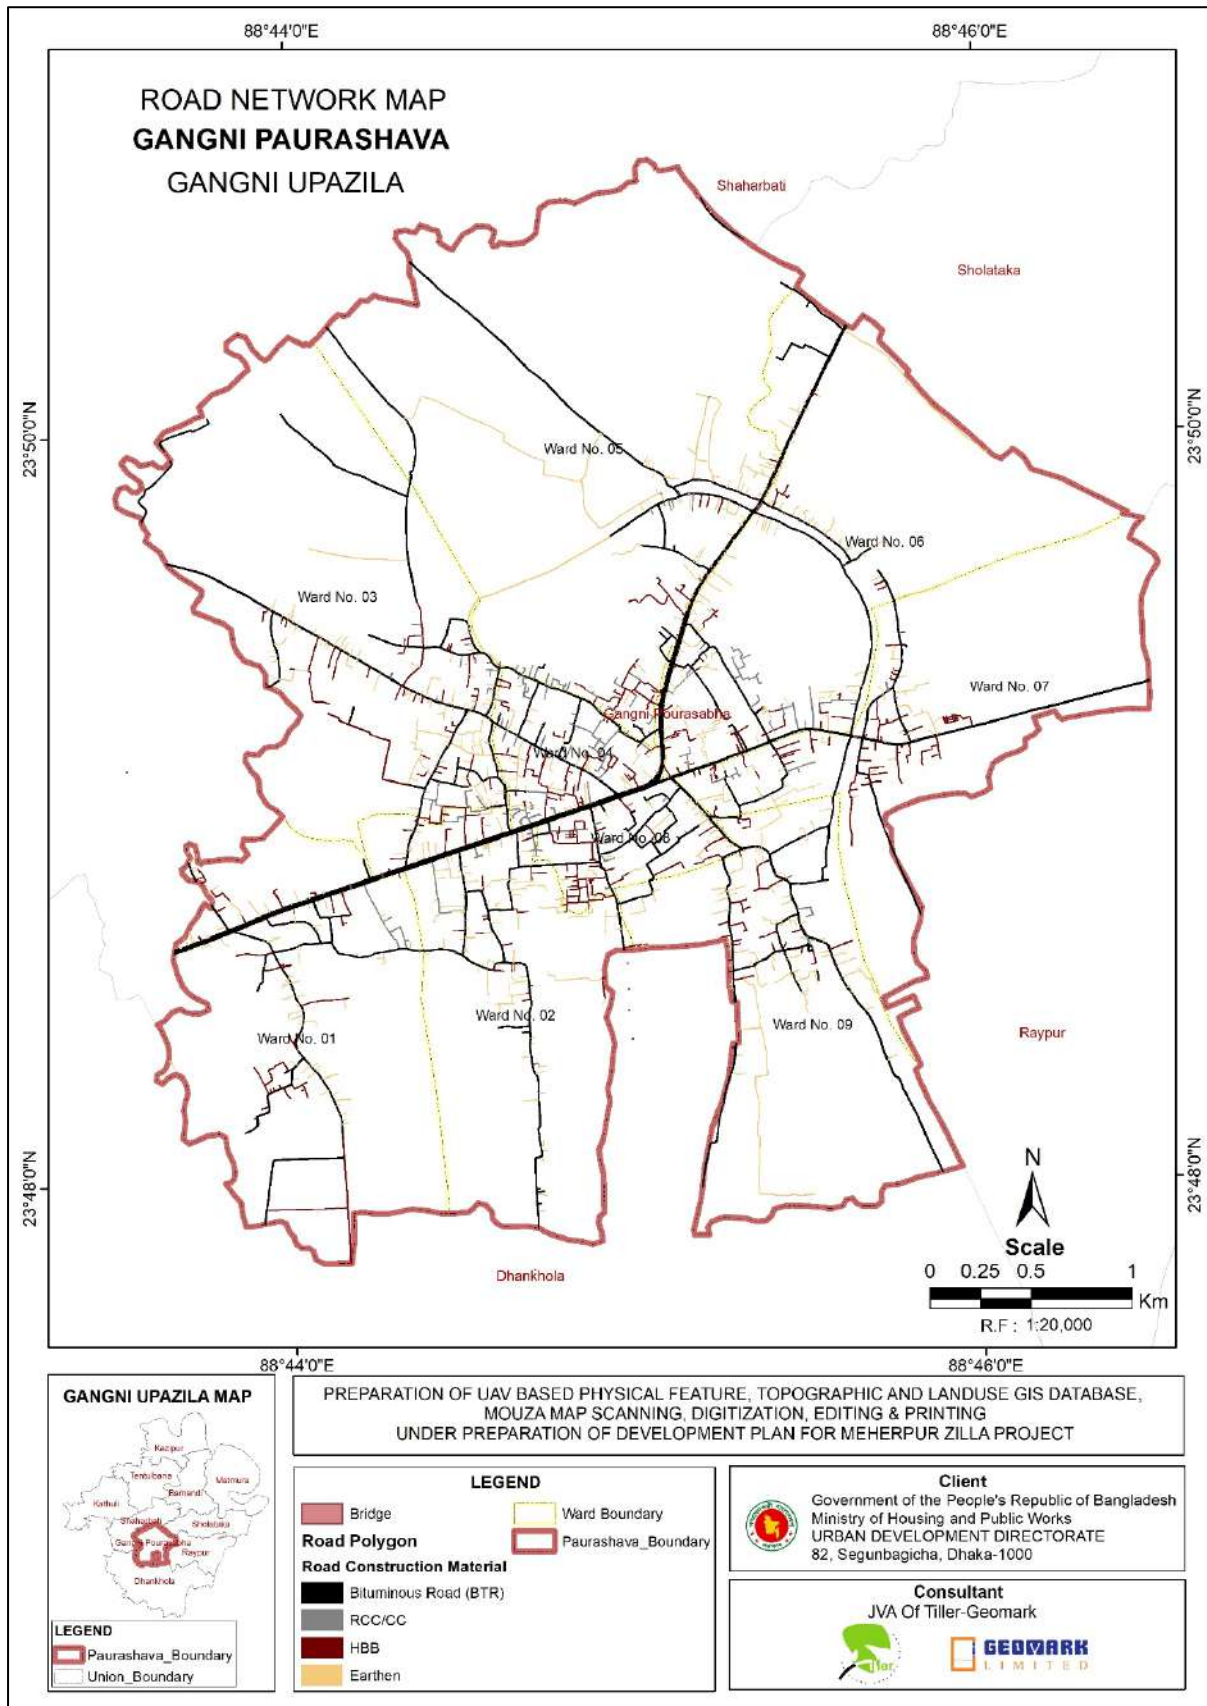 88°44'0"E
88°46'0"E
ROAD NETWORK MAP
GANGNI PAURASHAVA
GANGNI UPAZILA
Shaharbati
Sholataka
23°50'0"N
23°50'0"N
Ward No. 05
Ward No. 06
Ward No. 03
Ward No. 07
Gangni Pourasabha
Ward No. 04
Ward No. 08
Ward No. 02
Ward No. 09
Ward No. 01
Raypur
23°48'0"N
23°48'0"N
N
Scale
0 0.25 0.5 1
Km
R.F : 1:20,000
Dhankhola
88°44'0"E
88°46'0"E
GANGNI UPAZILA MAP
Kazipur
Tentulbaria
Matmura
Bamandi
Kathuli
Shaharbati
Sholataka
Gangni Pourasabha
Raypur
Dhankhola
LEGEND
Paurashava_Boundary
Union_Boundary
PREPARATION OF UAV BASED PHYSICAL FEATURE, TOPOGRAPHIC AND LANDUSE GIS DATABASE,
MOUZA MAP SCANNING, DIGITIZATION, EDITING & PRINTING
UNDER PREPARATION OF DEVELOPMENT PLAN FOR MEHERPUR ZILLA PROJECT
LEGEND
Bridge
Ward Boundary
Road Polygon
Paurashava_Boundary
Road Construction Material
Bituminous Road (BTR)
RCC/CC
HBB
Earthen
Client
Government of the People's Republic of Bangladesh
Ministry of Housing and Public Works
URBAN DEVELOPMENT DIRECTORATE
82, Segunbagicha, Dhaka-1000
Consultant
JVA Of Tiller-Geomark
Tiller
GEOMARK
LIMITED